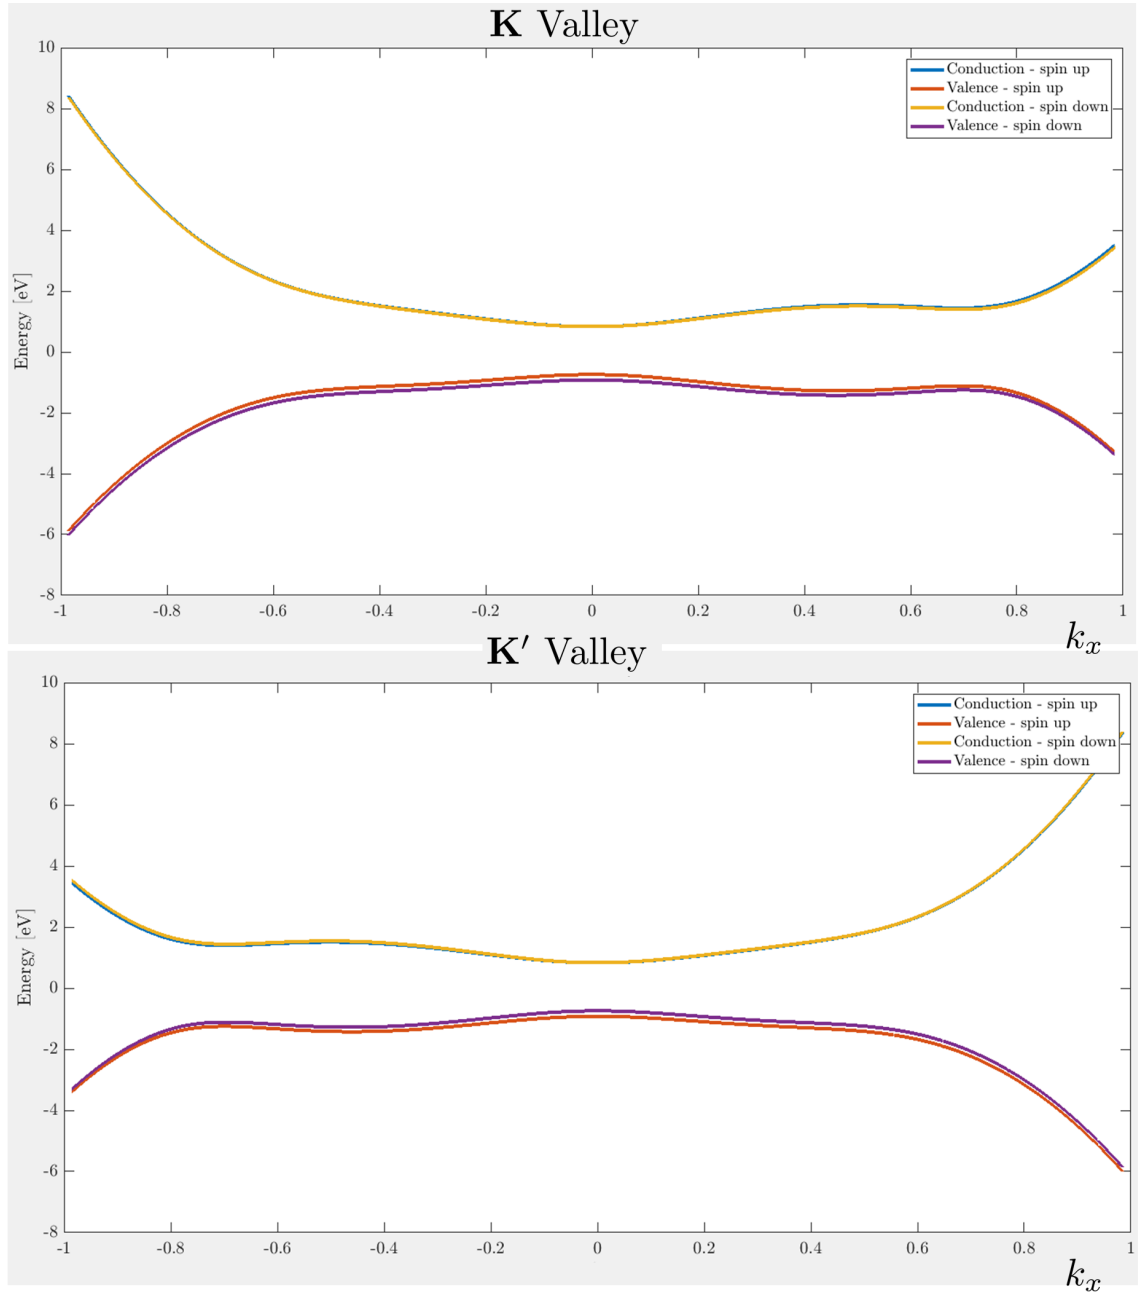 K Valley
10
8
6
4
2
0
-2
-4
-6
-8
Energy [eV]
Conduction - spin up
Valence - spin up
Conduction - spin down
Valence - spin down
-1 -0.8 -0.6 -0.4 -0.2 0 0.2 0.4 0.6 0.8 1
kₓ
K′ Valley
10
8
6
4
2
0
-2
-4
-6
-8
Energy [eV]
Conduction - spin up
Valence - spin up
Conduction - spin down
Valence - spin down
-1 -0.8 -0.6 -0.4 -0.2 0 0.2 0.4 0.6 0.8 1
kₓ